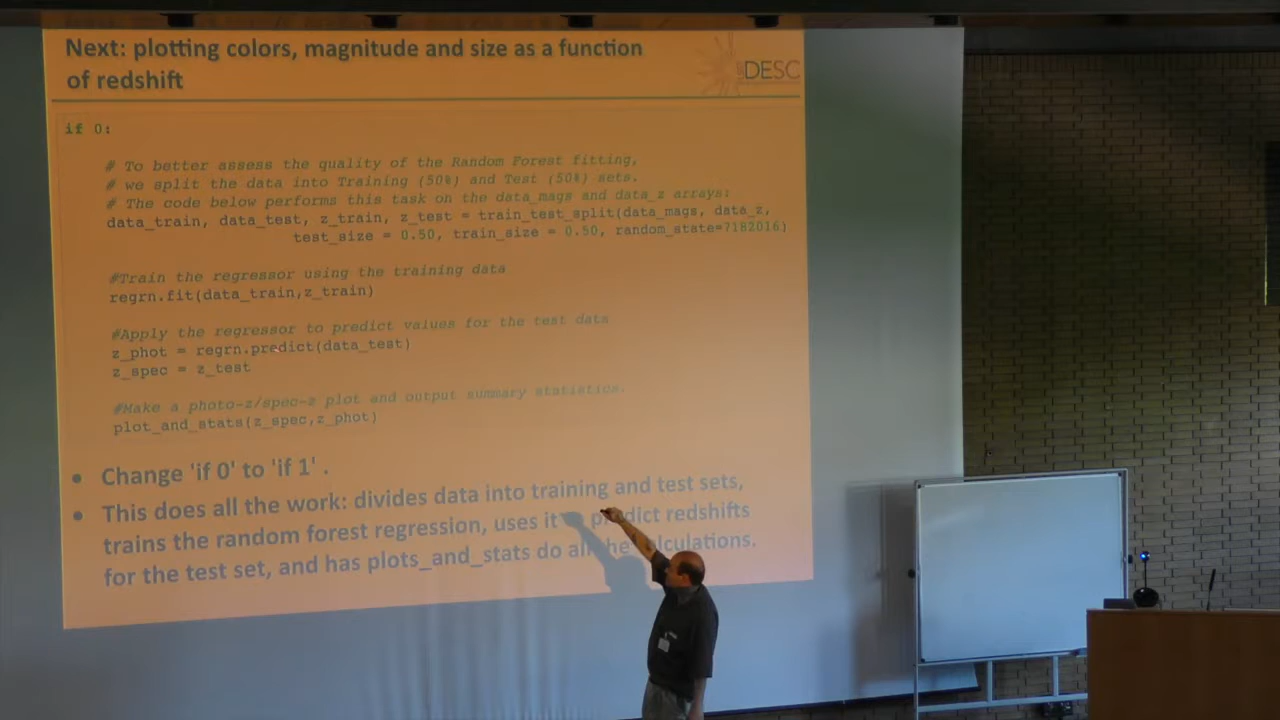 Next: plotting colors, magnitude and size as a function
of redshift
DESC
if 0:
# To better assess the quality of the Random Forest fitting,
# we split the data into Training (50%) and Test (50%) sets.
# The code below performs this task on the data_mags and data_z arrays:
data_train, data_test, z_train, z_test = train_test_split(data_mags, data_z,
test_size = 0.50, train_size = 0.50, random_state=7182016)
#Train the regressor using the training data
regrn.fit(data_train,z_train)
#Apply the regressor to predict values for the test data
z_phot = regrn.predict(data_test)
z_spec = z_test
#Make a photo-z/spec-z plot and output summary statistics.
plot_and_stats(z_spec,z_phot)
• Change 'if 0' to 'if 1' .
• This does all the work: divides data into training and test sets,
trains the random forest regression, uses it predict redshifts
for the test set, and has plots_and_stats do all the calculations.